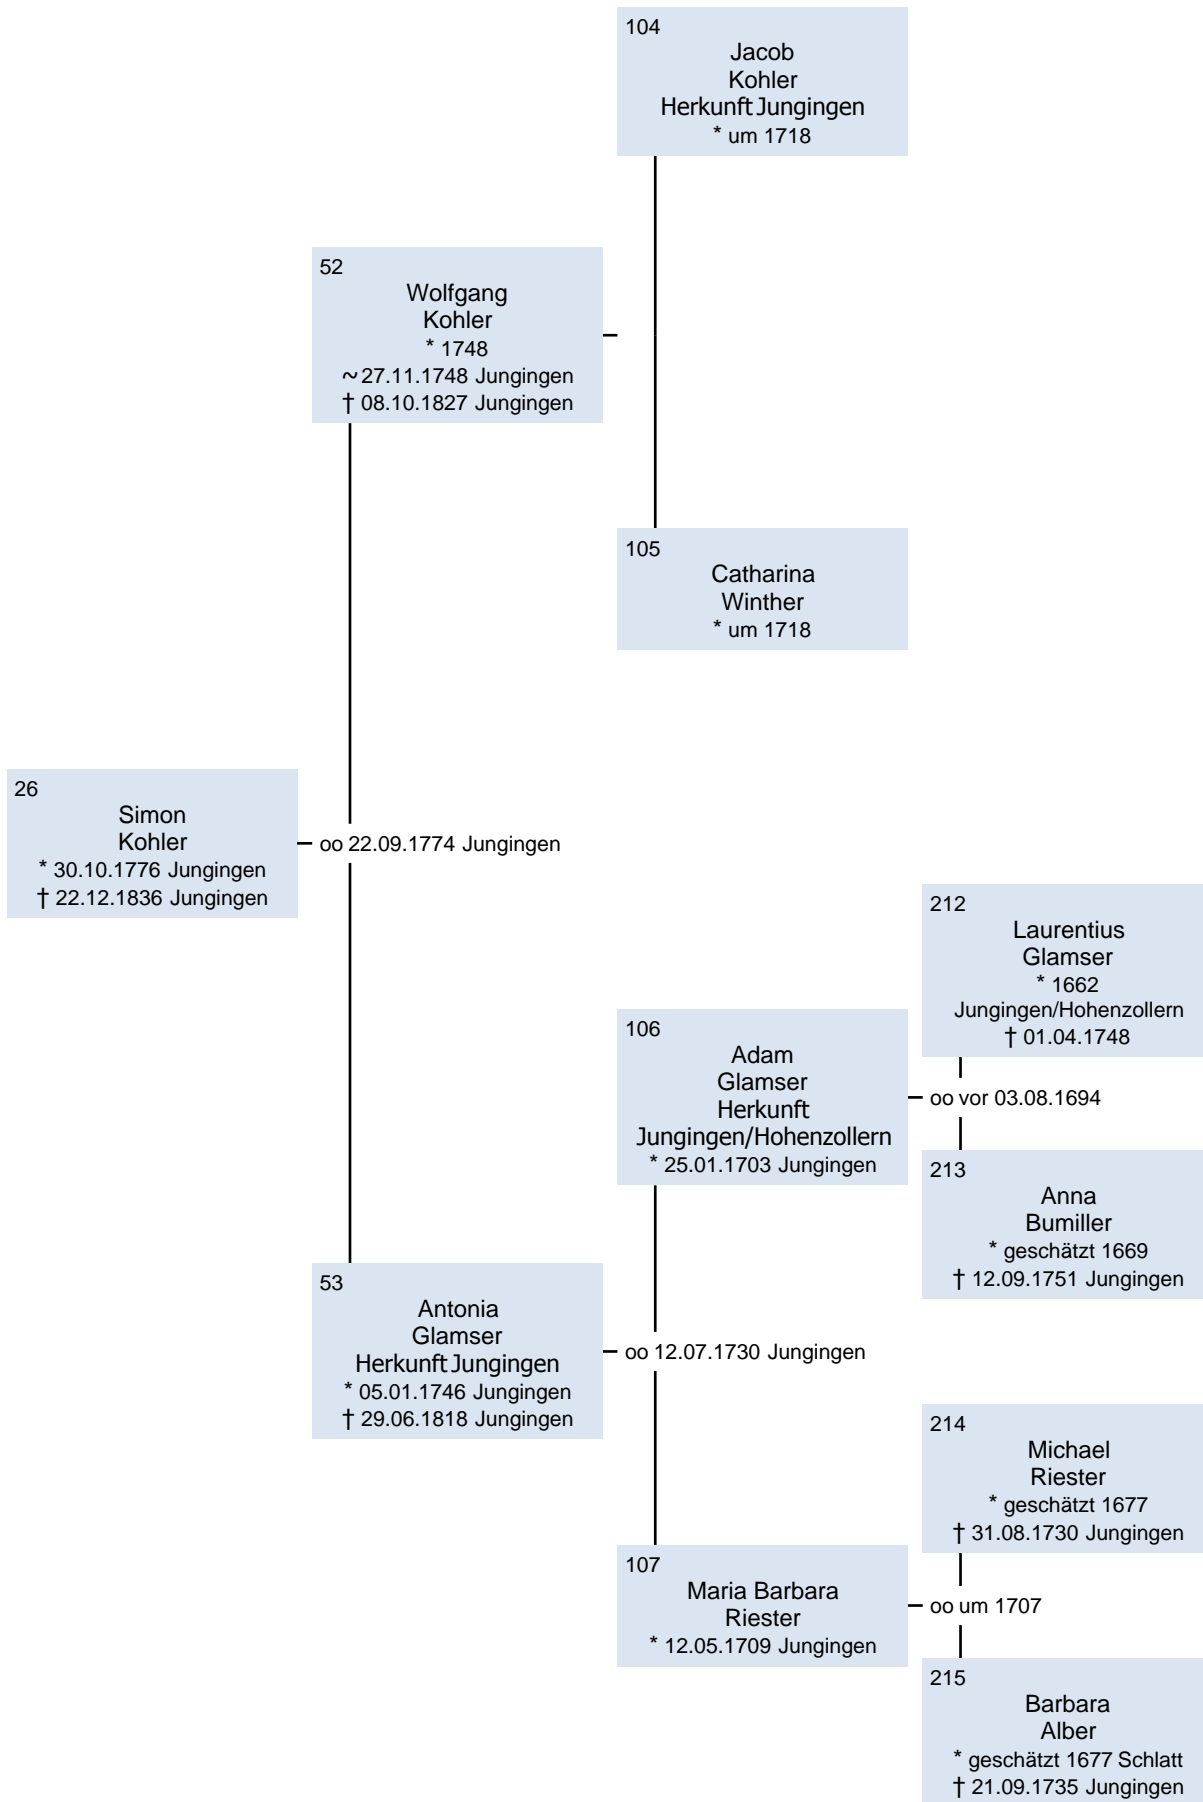 104
Jacob
Kohler
Herkunft Jungingen
* um 1718
52
Wolfgang
Kohler
* 1748
~ 27.11.1748 Jungingen
† 08.10.1827 Jungingen
105
Catharina
Winther
* um 1718
26
Simon
Kohler
* 30.10.1776 Jungingen
† 22.12.1836 Jungingen
oo 22.09.1774 Jungingen
212
Laurentius
Glamser
* 1662
Jungingen/Hohenzollern
† 01.04.1748
106
Adam
Glamser
Herkunft
Jungingen/Hohenzollern
* 25.01.1703 Jungingen
oo vor 03.08.1694
213
Anna
Bumiller
* geschätzt 1669
† 12.09.1751 Jungingen
53
Antonia
Glamser
Herkunft Jungingen
* 05.01.1746 Jungingen
† 29.06.1818 Jungingen
oo 12.07.1730 Jungingen
214
Michael
Riester
* geschätzt 1677
† 31.08.1730 Jungingen
107
Maria Barbara
Riester
* 12.05.1709 Jungingen
oo um 1707
215
Barbara
Alber
* geschätzt 1677 Schlatt
† 21.09.1735 Jungingen